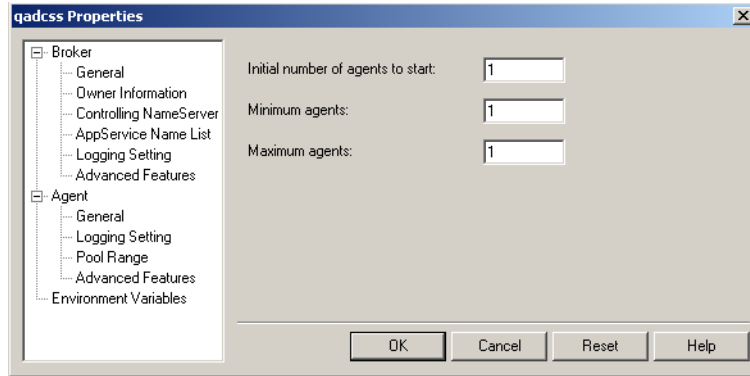 qadcss Properties
Broker
General
Owner Information
Controlling NameServer
AppService Name List
Logging Setting
Advanced Features
Agent
General
Logging Setting
Pool Range
Advanced Features
Environment Variables
Initial number of agents to start: 1
Minimum agents: 1
Maximum agents: 1
OK Cancel Reset Help